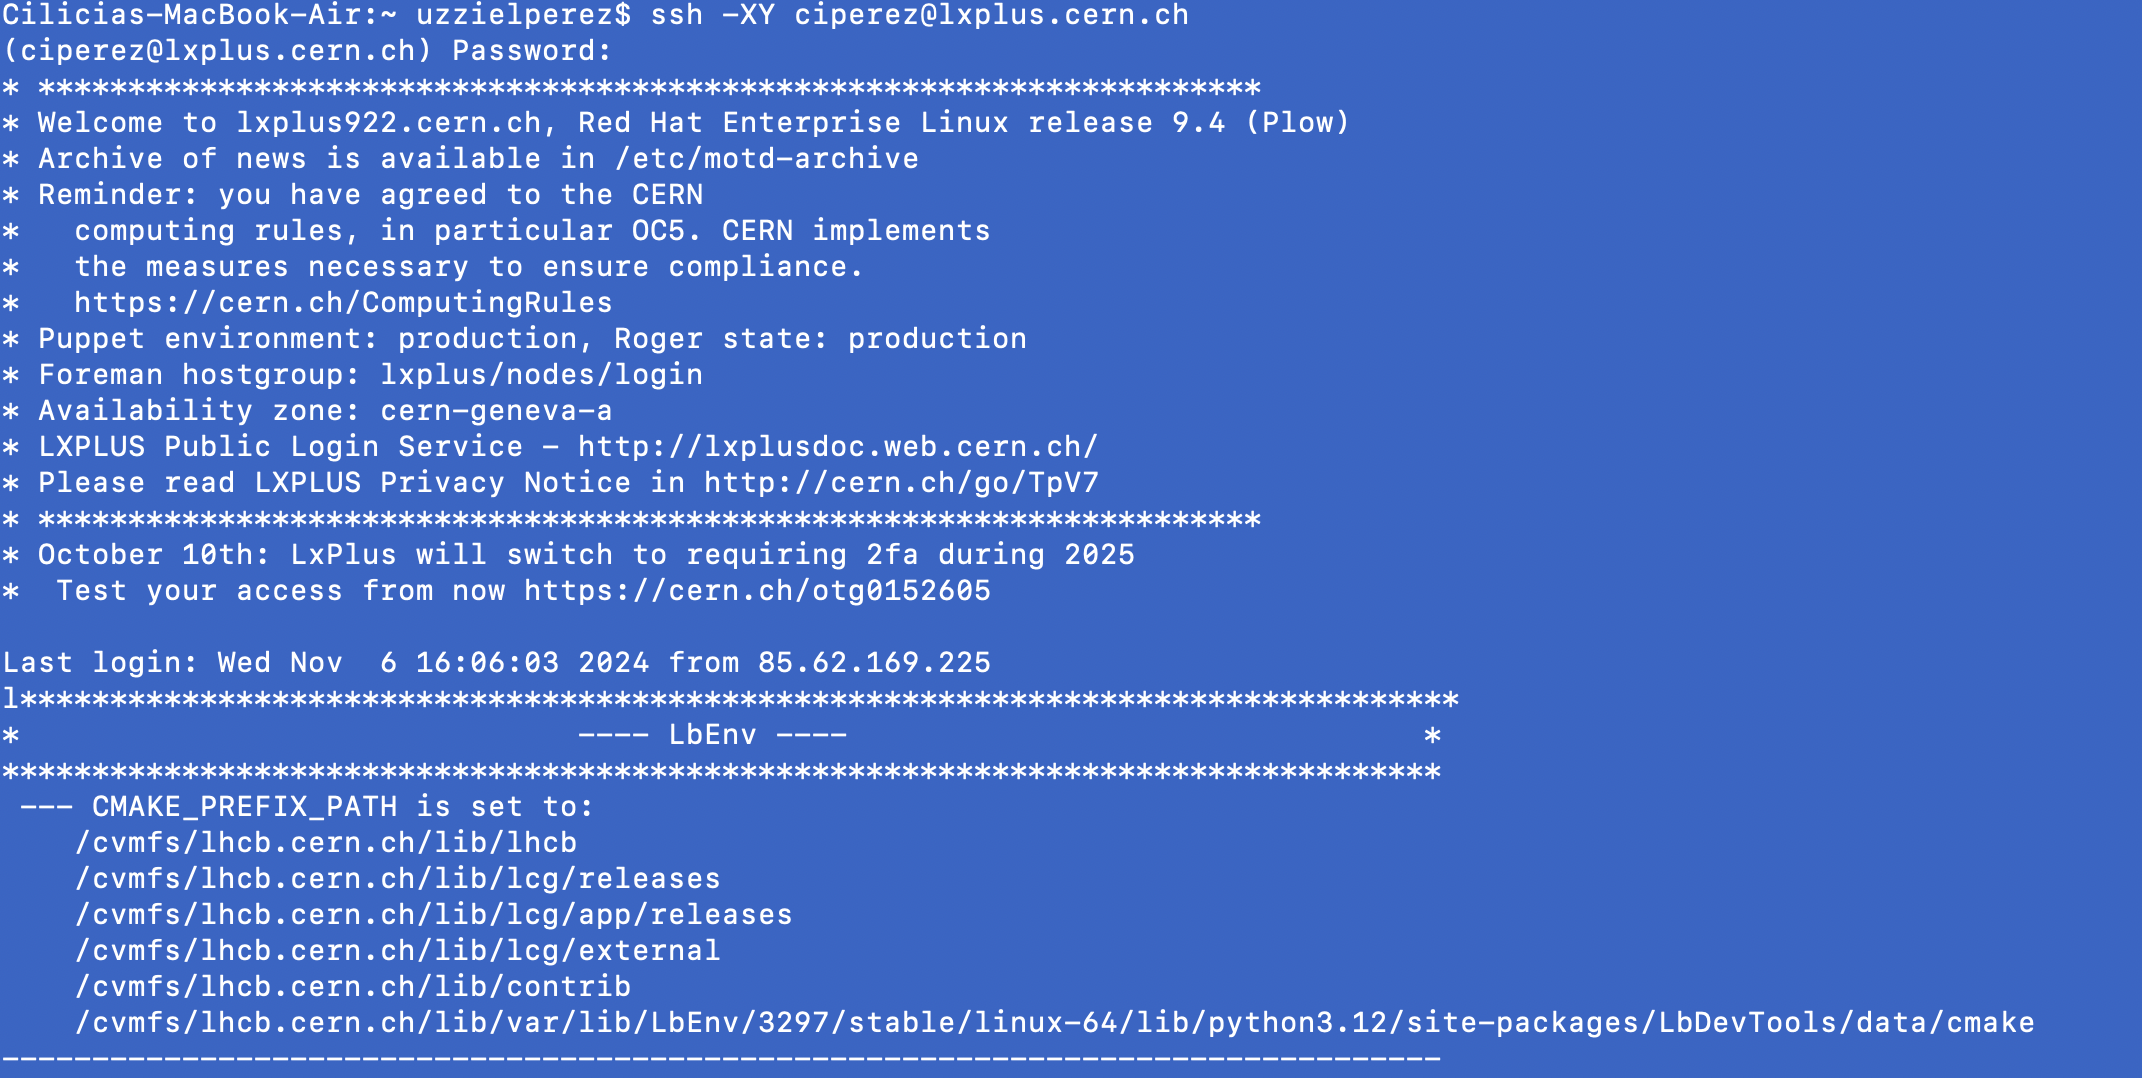 Cilicias-MacBook-Air:~ uzzielperez$ ssh -XY ciperez@lxplus.cern.ch
(ciperez@lxplus.cern.ch) Password:
* ********************************************************************
* Welcome to lxplus922.cern.ch, Red Hat Enterprise Linux release 9.4 (Plow)
* Archive of news is available in /etc/motd-archive
* Reminder: you have agreed to the CERN
*   computing rules, in particular OC5. CERN implements
*   the measures necessary to ensure compliance.
*   https://cern.ch/ComputingRules
* Puppet environment: production, Roger state: production
* Foreman hostgroup: lxplus/nodes/login
* Availability zone: cern-geneva-a
* LXPLUS Public Login Service - http://lxplusdoc.web.cern.ch/
* Please read LXPLUS Privacy Notice in http://cern.ch/go/TpV7
* ********************************************************************
* October 10th: LxPlus will switch to requiring 2fa during 2025
*  Test your access from now https://cern.ch/otg0152605

Last login: Wed Nov  6 16:06:03 2024 from 85.62.169.225
l********************************************************************************
*                               ---- LbEnv ----                                *
********************************************************************************
 --- CMAKE_PREFIX_PATH is set to:
    /cvmfs/lhcb.cern.ch/lib/lhcb
    /cvmfs/lhcb.cern.ch/lib/lcg/releases
    /cvmfs/lhcb.cern.ch/lib/lcg/app/releases
    /cvmfs/lhcb.cern.ch/lib/lcg/external
    /cvmfs/lhcb.cern.ch/lib/contrib
    /cvmfs/lhcb.cern.ch/lib/var/lib/LbEnv/3297/stable/linux-64/lib/python3.12/site-packages/LbDevTools/data/cmake
--------------------------------------------------------------------------------